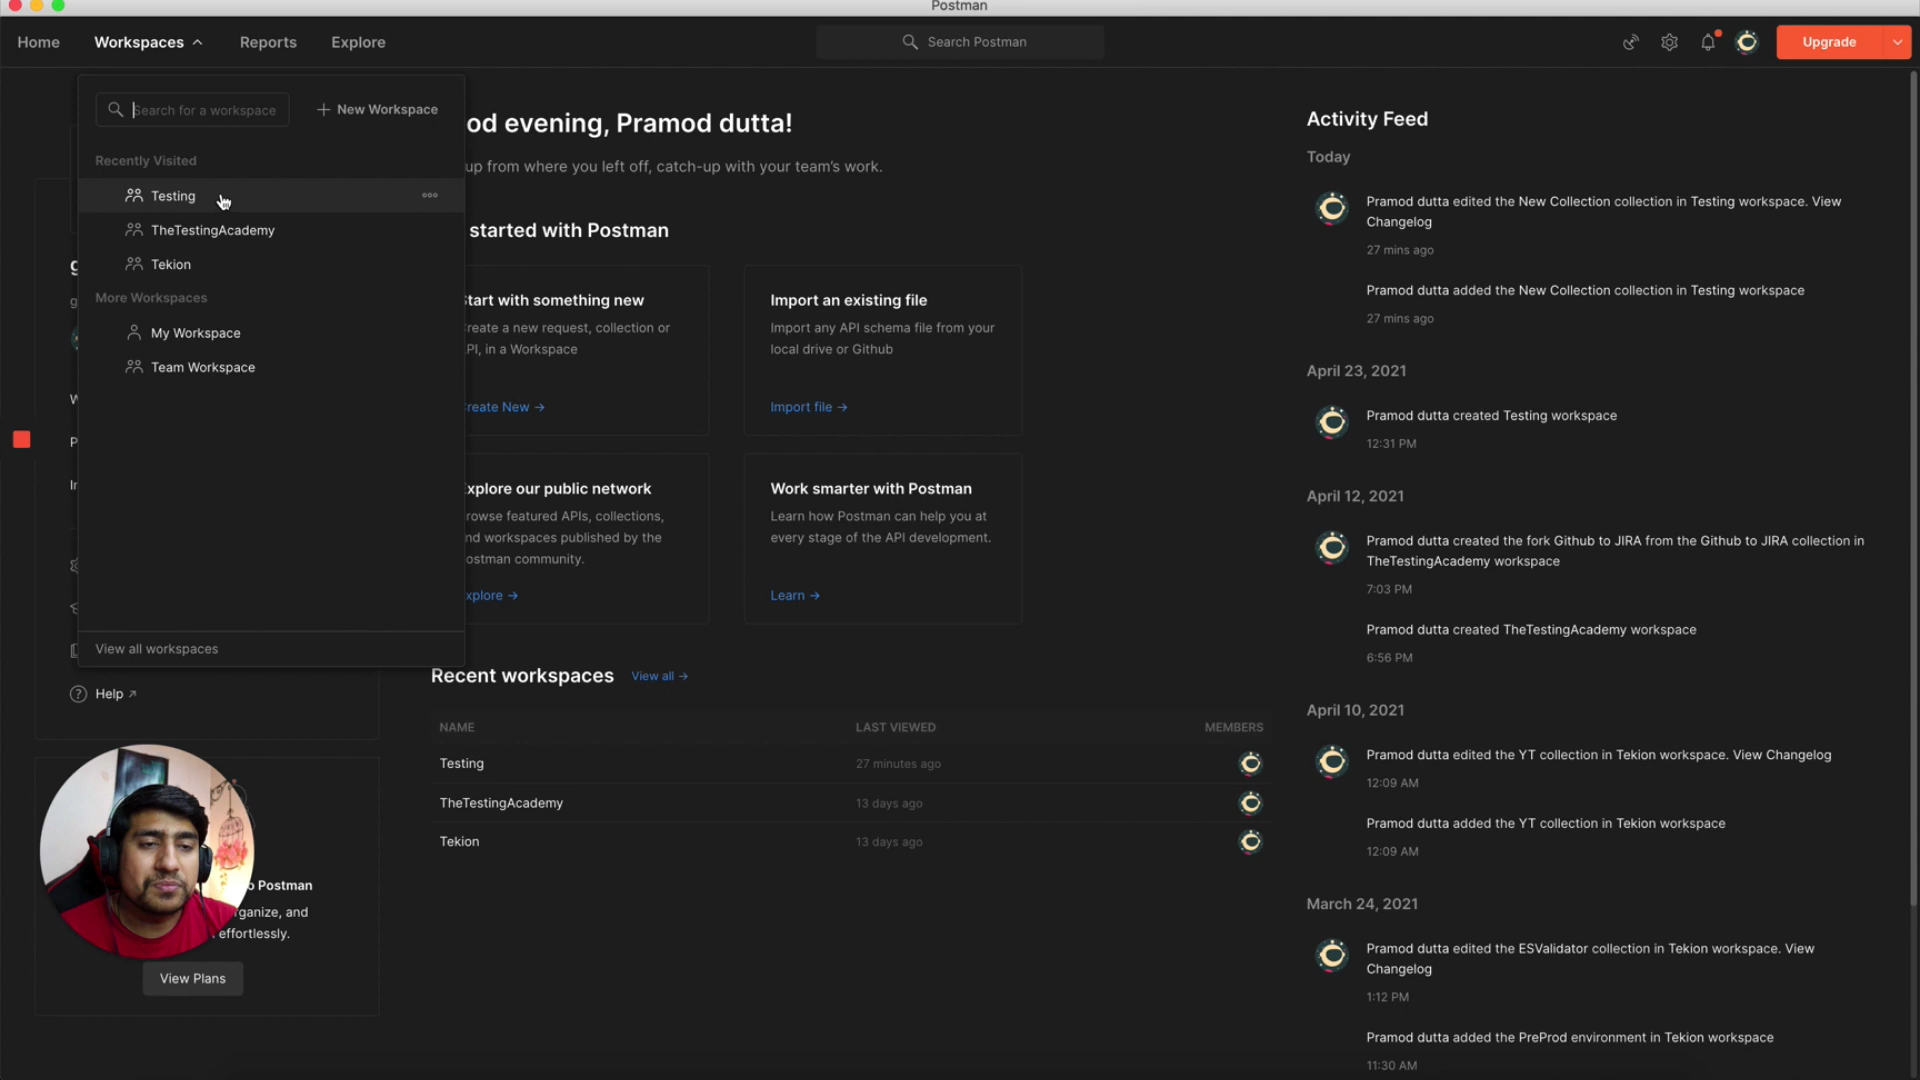 Postman
Home
Workspaces
Reports
Explore
Search Postman
Upgrade
Search for a workspace
New Workspace
Recently Visited
Testing
TheTestingAcademy
Tekion
More Workspaces
My Workspace
Team Workspace
View all workspaces
Help
o Postman
rganize, and
effortlessly.
View Plans
od evening, Pramod dutta!
up from where you left off, catch-up with your team's work.
started with Postman
Start with something new
reate a new request, collection or
PI, in a Workspace
reate New →
Import an existing file
Import any API schema file from your
local drive or Github
Import file →
xplore our public network
rowse featured APIs, collections,
nd workspaces published by the
ostman community.
xplore →
Work smarter with Postman
Learn how Postman can help you at
every stage of the API development.
Learn →
Recent workspaces View all →
NAME LAST VIEWED MEMBERS
Testing 27 minutes ago
TheTestingAcademy 13 days ago
Tekion 13 days ago
Activity Feed
Today
Pramod dutta edited the New Collection collection in Testing workspace. View
Changelog
27 mins ago
Pramod dutta added the New Collection collection in Testing workspace
27 mins ago
April 23, 2021
Pramod dutta created Testing workspace
12:31 PM
April 12, 2021
Pramod dutta created the fork Github to JIRA from the Github to JIRA collection in
TheTestingAcademy workspace
7:03 PM
Pramod dutta created TheTestingAcademy workspace
6:56 PM
April 10, 2021
Pramod dutta edited the YT collection in Tekion workspace. View Changelog
12:09 AM
Pramod dutta added the YT collection in Tekion workspace
12:09 AM
March 24, 2021
Pramod dutta edited the ESValidator collection in Tekion workspace. View
Changelog
1:12 PM
Pramod dutta added the PreProd environment in Tekion workspace
11:30 AM